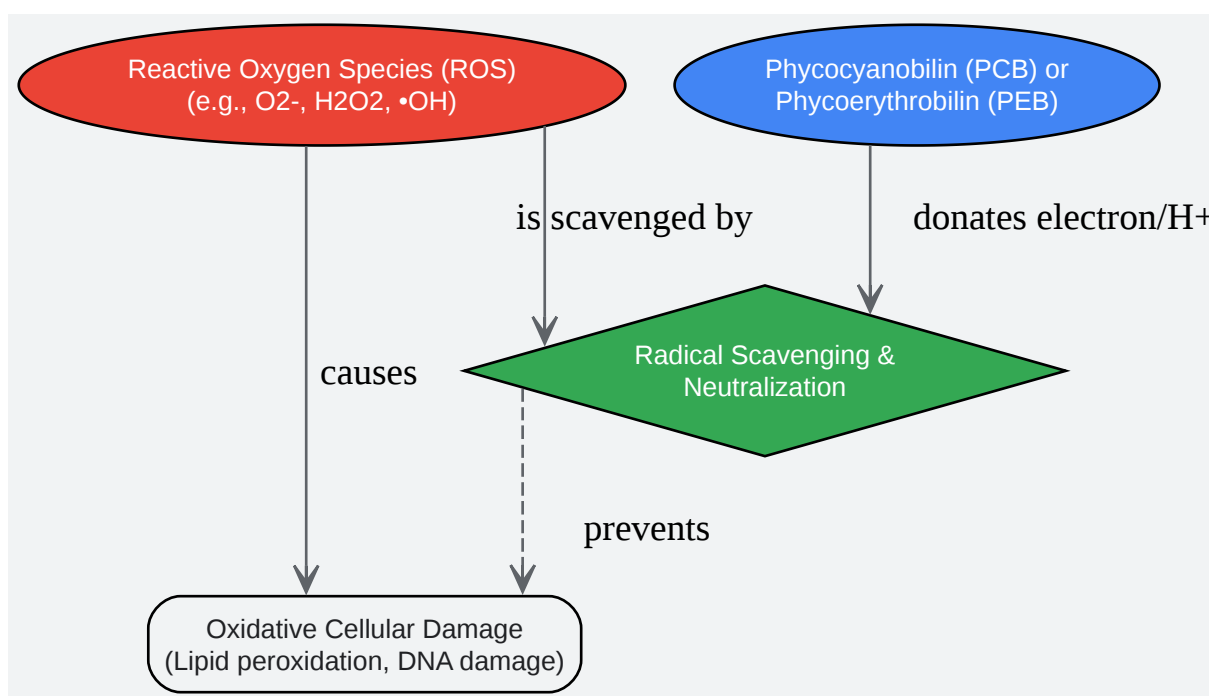 Reactive Oxygen Species (ROS)
(e.g., O2-, H2O2, •OH)
Phycocyanobilin (PCB) or
Phycoerythrobilin (PEB)
is scavenged by
donates electron/H+
Radical Scavenging &
Neutralization
causes
prevents
Oxidative Cellular Damage
(Lipid peroxidation, DNA damage)